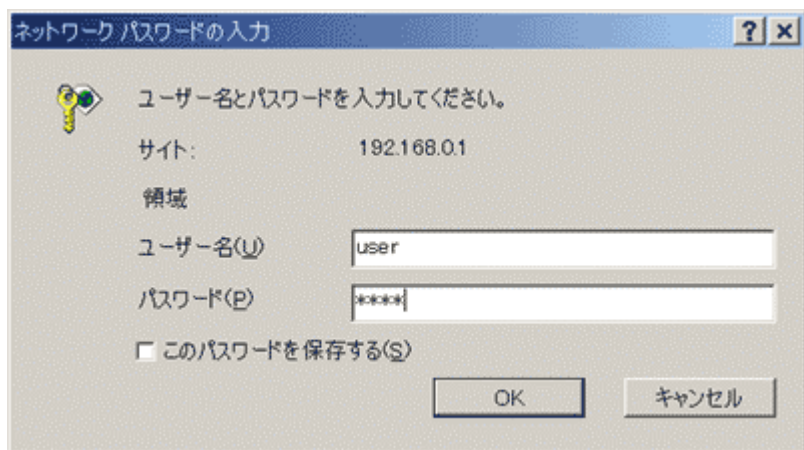 ネットワーク パスワードの入力
ユーザー名とパスワードを入力してください。
サイト: 192.168.0.1
領域
ユーザー名(U) user
パスワード(P) ****
このパスワードを保存する(S)
OK キャンセル